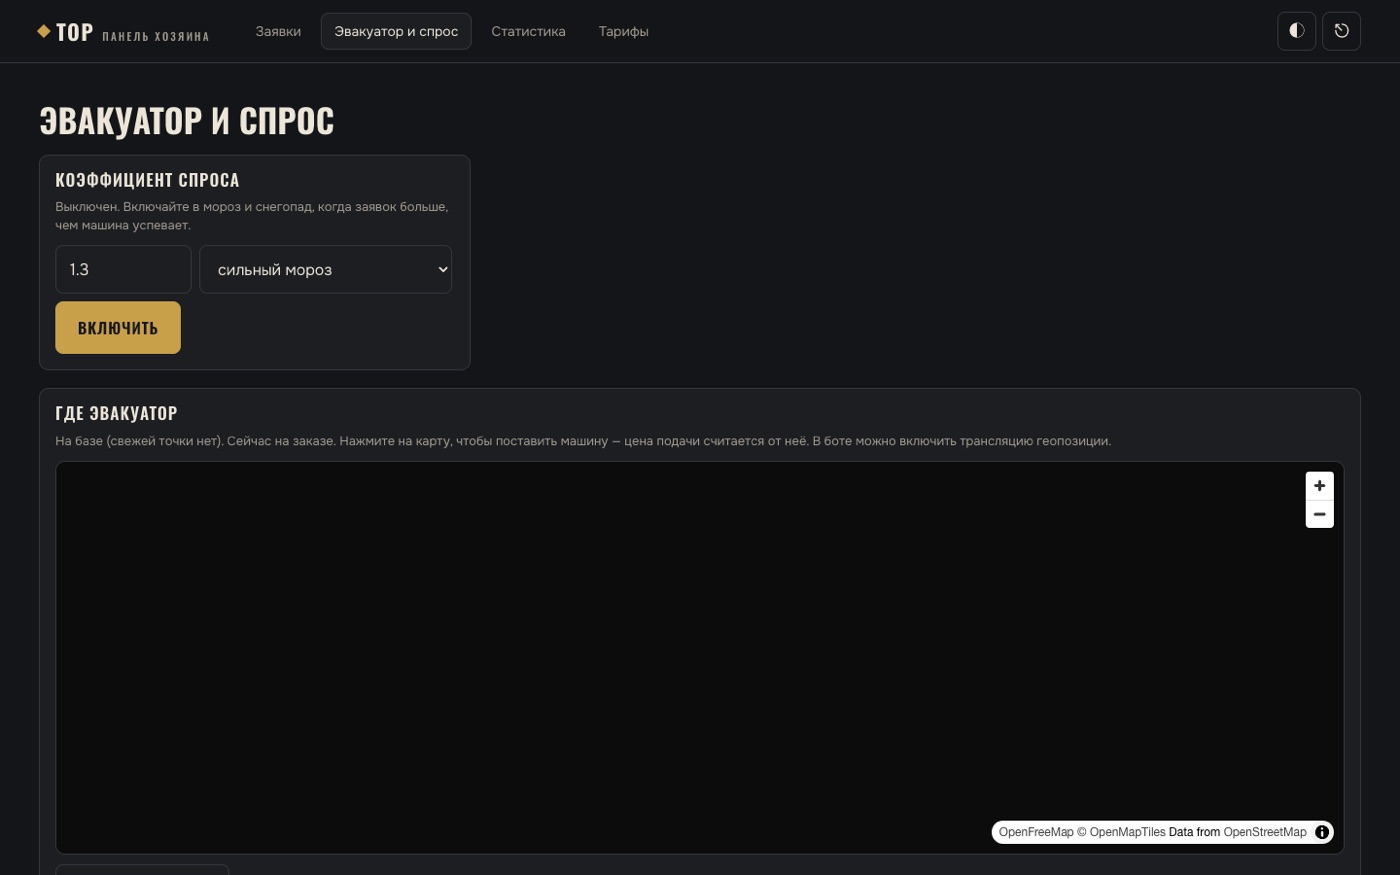 TOP ПАНЕЛЬ ХОЗЯИНА
Заявки
Эвакуатор и спрос
Статистика
Тарифы
ЭВАКУАТОР И СПРОС
КОЭФФИЦИЕНТ СПРОСА
Выключен. Включайте в мороз и снегопад, когда заявок больше,
чем машина успевает.
1.3
сильный мороз
ВКЛЮЧИТЬ
ГДЕ ЭВАКУАТОР
На базе (свежей точки нет). Сейчас на заказе. Нажмите на карту, чтобы поставить машину — цена подачи считается от неё. В боте можно включить трансляцию геопозиции.
OpenFreeMap © OpenMapTiles Data from OpenStreetMap